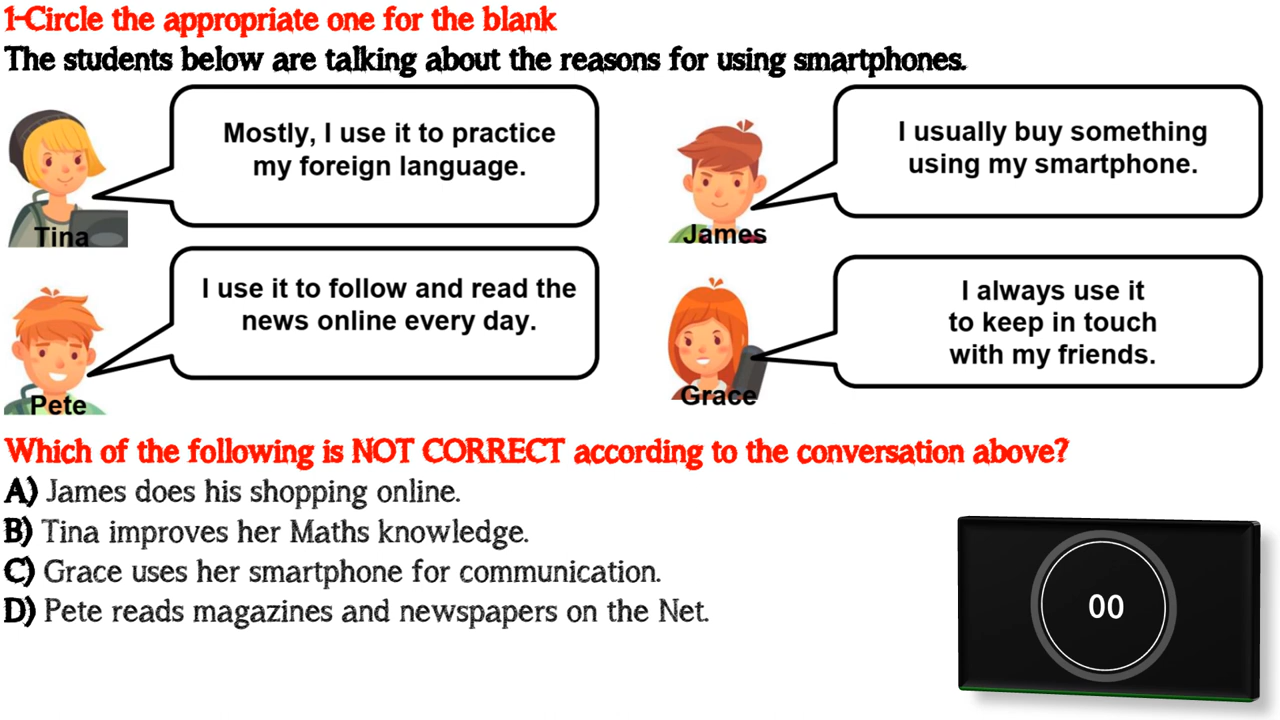 1-Circle the appropriate one for the blank
The students below are talking about the reasons for using smartphones.
Mostly, I use it to practice
my foreign language.
Tina
I usually buy something
using my smartphone.
James
I use it to follow and read the
news online every day.
Pete
I always use it
to keep in touch
with my friends.
Grace
Which of the following is NOT CORRECT according to the conversation above?
A) James does his shopping online.
B) Tina improves her Maths knowledge.
C) Grace uses her smartphone for communication.
D) Pete reads magazines and newspapers on the Net.
00